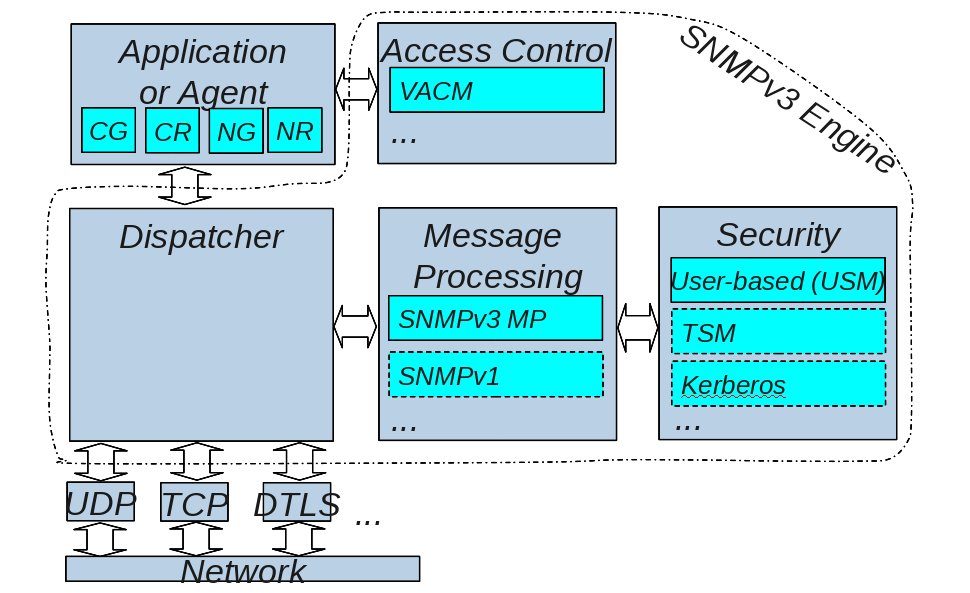 Application
or Agent
CG
CR
NG
NR
Access Control
VACM
...
SNMPv3 Engine
Dispatcher
Message
Processing
SNMPv3 MP
SNMPv1
...
Security
User-based (USM)
TSM
Kerberos
...
UDP
TCP
DTLS
...
Network